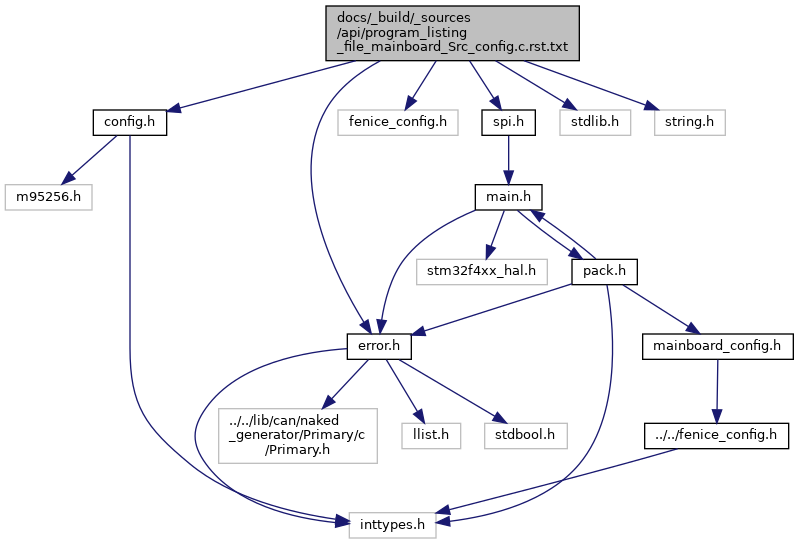 docs/_build/_sources
/api/program_listing
_file_mainboard_Src_config.c.rst.txt
config.h
fenice_config.h
spi.h
stdlib.h
string.h
m95256.h
main.h
stm32f4xx_hal.h
pack.h
error.h
mainboard_config.h
../../lib/can/naked
_generator/Primary/c
/Primary.h
llist.h
stdbool.h
../../fenice_config.h
inttypes.h